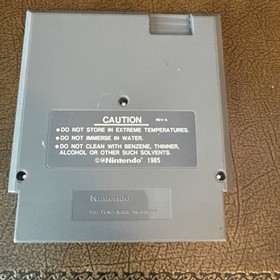 CAUTION
REV-A
•DO NOT STORE IN EXTREME TEMPERATURES.
•DO NOT IMMERSE IN WATER.
•DO NOT CLEAN WITH BENZENE, THINNER,
ALCOHOL OR OTHER SUCH SOLVENTS.
©Ⓜ Nintendo® 1985
Nintendo